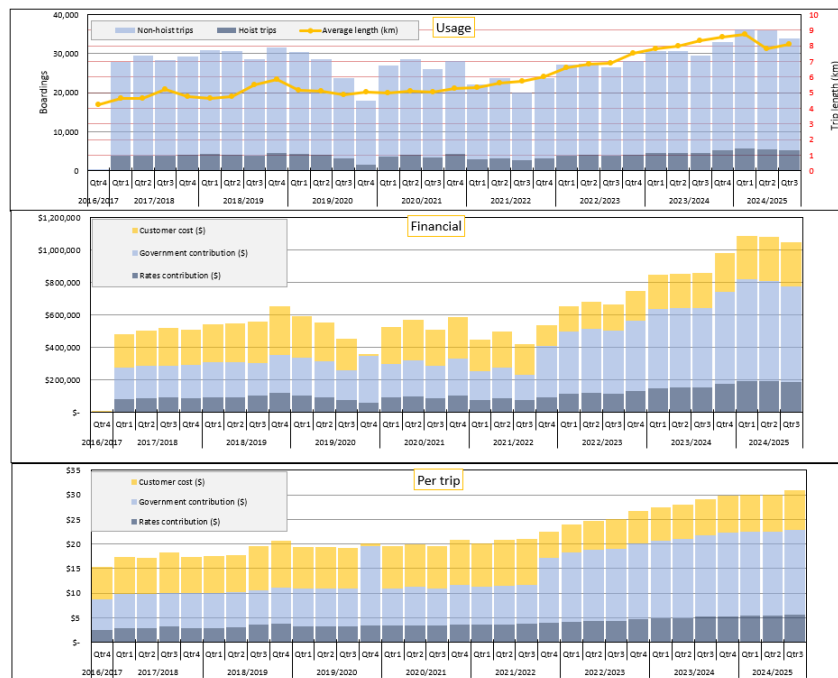 Usage
Non-hoist trips Hoist trips Average length (km)
40,000
30,000
20,000
10,000
0
Boardings
10
9
8
7
6
5
4
3
2
1
0
Trip length (km)
Qtr4 Qtr1 Qtr2 Qtr3 Qtr4 Qtr1 Qtr2 Qtr3 Qtr4 Qtr1 Qtr2 Qtr3 Qtr4 Qtr1 Qtr2 Qtr3 Qtr4 Qtr1 Qtr2 Qtr3 Qtr4 Qtr1 Qtr2 Qtr3 Qtr4 Qtr1 Qtr2 Qtr3 Qtr4 Qtr1 Qtr2 Qtr3
2016/2017 2017/2018 2018/2019 2019/2020 2020/2021 2021/2022 2022/2023 2023/2024 2024/2025
Financial
Customer cost ($)
Government contribution ($)
Rates contribution ($)
$1,200,000
$1,000,000
$800,000
$600,000
$400,000
$200,000
$-
Qtr4 Qtr1 Qtr2 Qtr3 Qtr4 Qtr1 Qtr2 Qtr3 Qtr4 Qtr1 Qtr2 Qtr3 Qtr4 Qtr1 Qtr2 Qtr3 Qtr4 Qtr1 Qtr2 Qtr3 Qtr4 Qtr1 Qtr2 Qtr3 Qtr4 Qtr1 Qtr2 Qtr3 Qtr4 Qtr1 Qtr2 Qtr3
2016/2017 2017/2018 2018/2019 2019/2020 2020/2021 2021/2022 2022/2023 2023/2024 2024/2025
Per trip
Customer cost ($)
Government contribution ($)
Rates contribution ($)
$35
$30
$25
$20
$15
$10
$5
$-
Qtr4 Qtr1 Qtr2 Qtr3 Qtr4 Qtr1 Qtr2 Qtr3 Qtr4 Qtr1 Qtr2 Qtr3 Qtr4 Qtr1 Qtr2 Qtr3 Qtr4 Qtr1 Qtr2 Qtr3 Qtr4 Qtr1 Qtr2 Qtr3 Qtr4 Qtr1 Qtr2 Qtr3 Qtr4 Qtr1 Qtr2 Qtr3
2016/2017 2017/2018 2018/2019 2019/2020 2020/2021 2021/2022 2022/2023 2023/2024 2024/2025